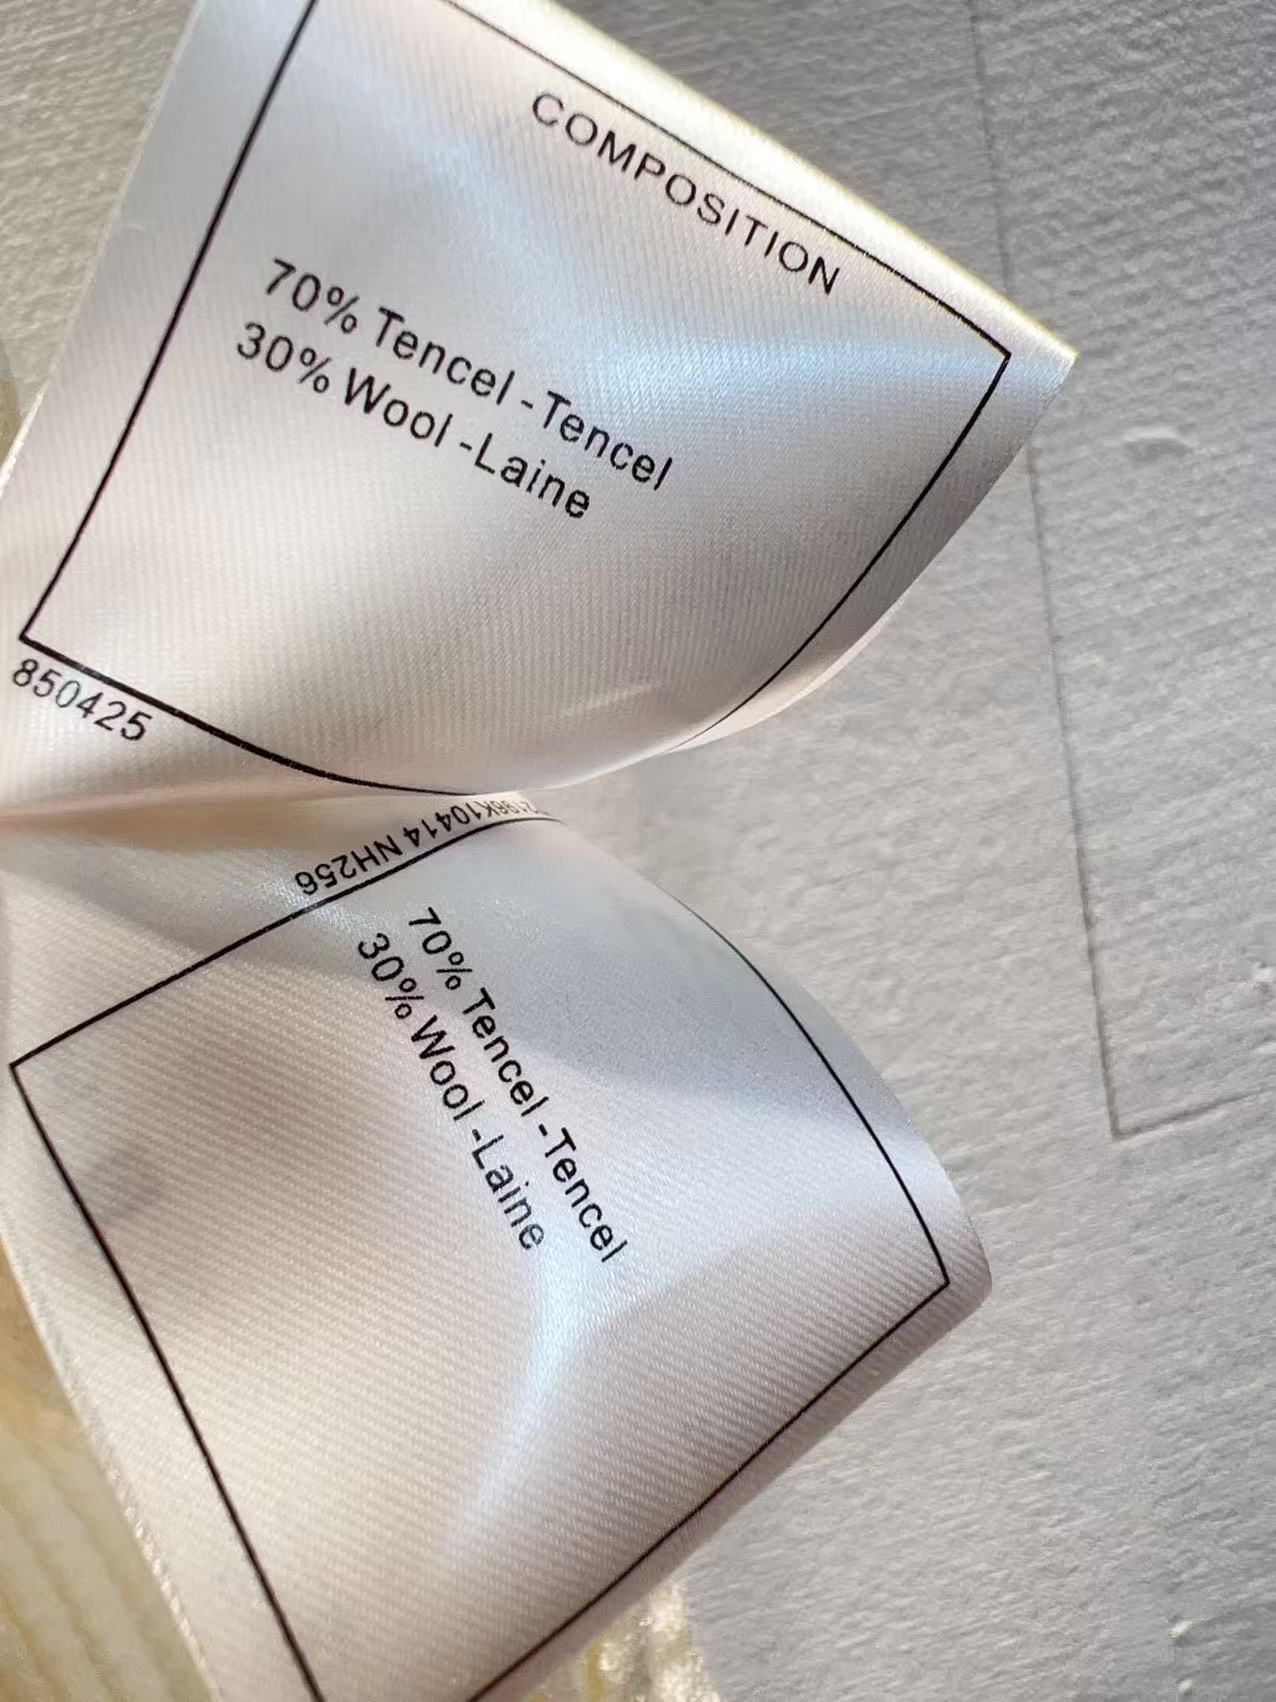 COMPOSITION
70% Tencel -Tencel
30% Wool -Laine
850425
NH256
70% Tencel -Tencel
30% Wool -Laine